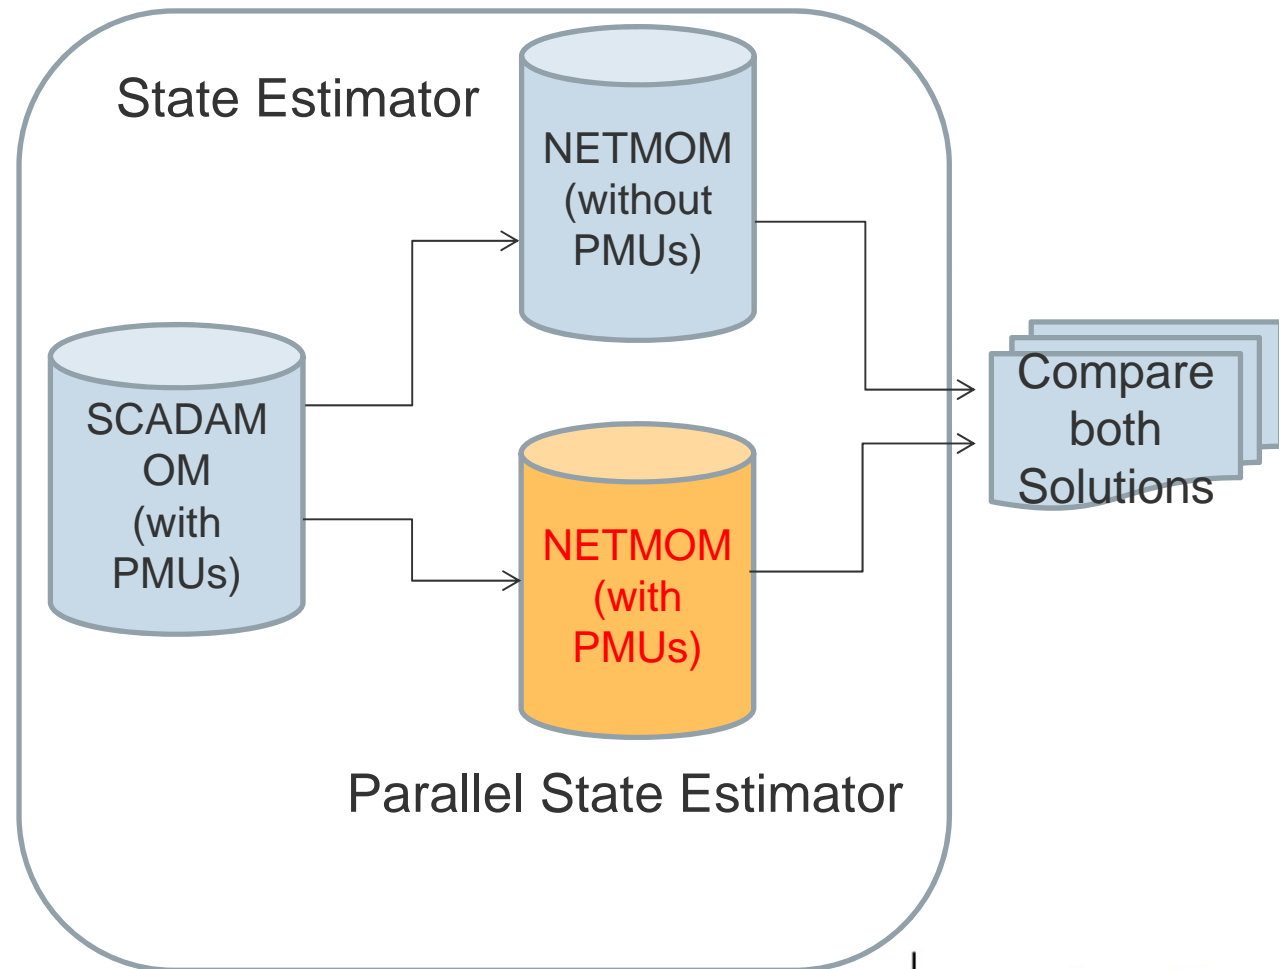 State Estimator
NETMOM
(without
PMUs)
SCADAM
OM
(with
PMUs)
NETMOM
(with
PMUs)
Compare
both
Solutions
Parallel State Estimator